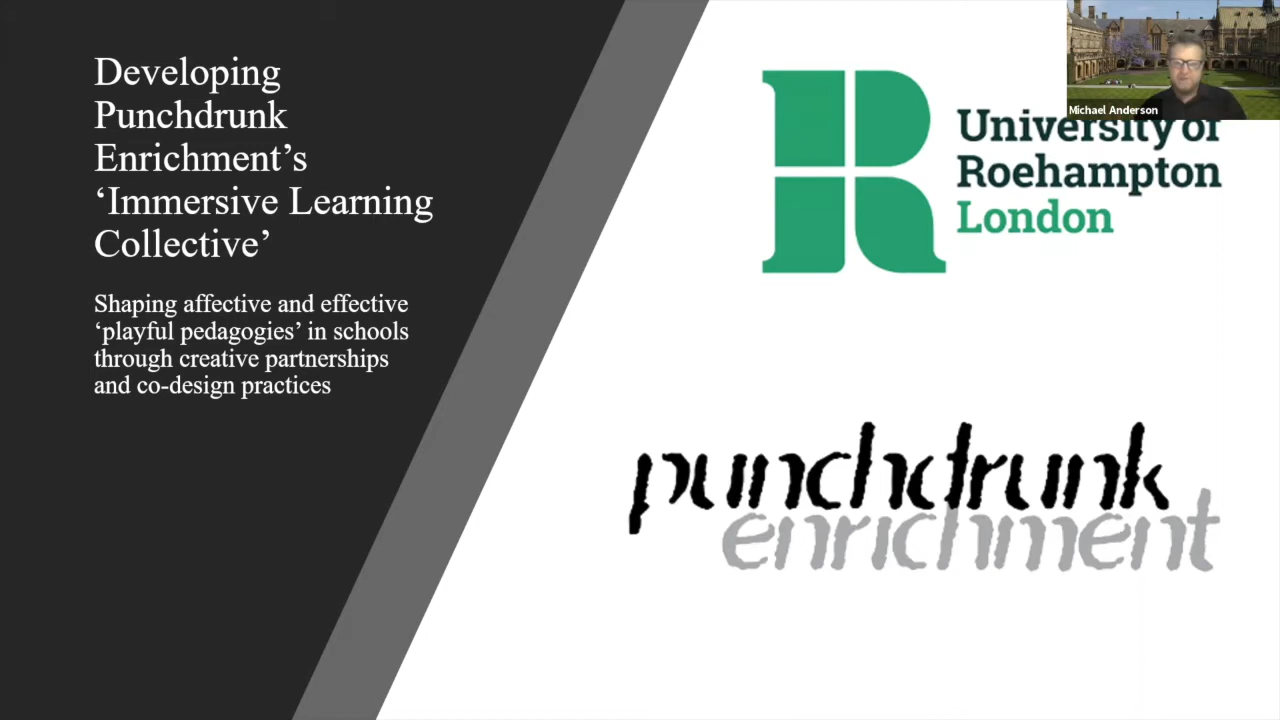 Developing
Punchdrunk
Enrichment’s
‘Immersive Learning
Collective’
Shaping affective and effective
‘playful pedagogies’ in schools
through creative partnerships
and co-design practices
Michael Anderson
University of
Roehampton
London
punchdrunk
enrichment